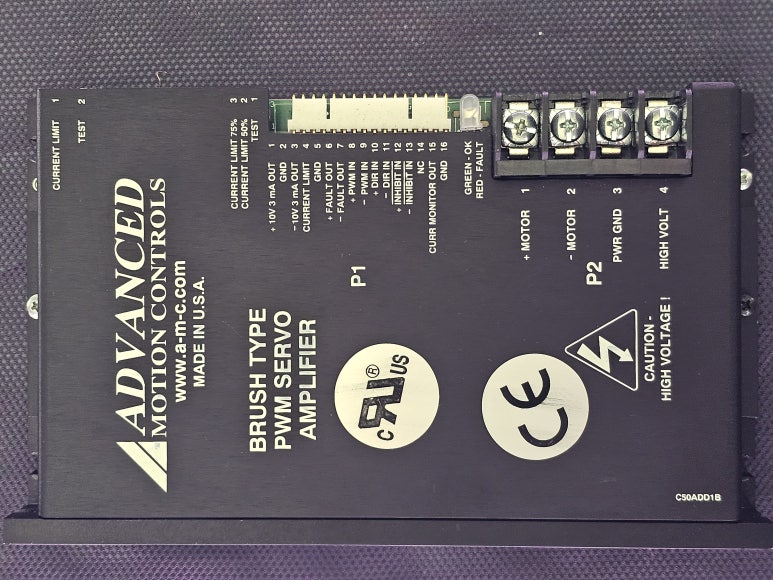 CURRENT LIMIT 1
TEST 2
CURRENT LIMIT 75% 3
CURRENT LIMIT 50% 2
TEST 1
+10V 3 mA OUT 1
GND 2
−10V 3 mA OUT 3
CURRENT LIMIT 4
GND 5
+ FAULT OUT 6
− FAULT OUT 7
+ PWM IN 8
− PWM IN 9
+ DIR IN 10
− DIR IN 11
+ INHIBIT IN 12
− INHIBIT IN 13
NC 14
CURR MONITOR OUT 15
GND 16
GREEN - OK
RED - FAULT
P1
+ MOTOR 1
− MOTOR 2
PWR GND 3
HIGH VOLT 4
P2
ADVANCED
MOTION CONTROLS
www.a-m-c.com
MADE IN U.S.A.
BRUSH TYPE
PWM SERVO
AMPLIFIER
c RU ® US
CE
CAUTION -
HIGH VOLTAGE !
C50ADD1B